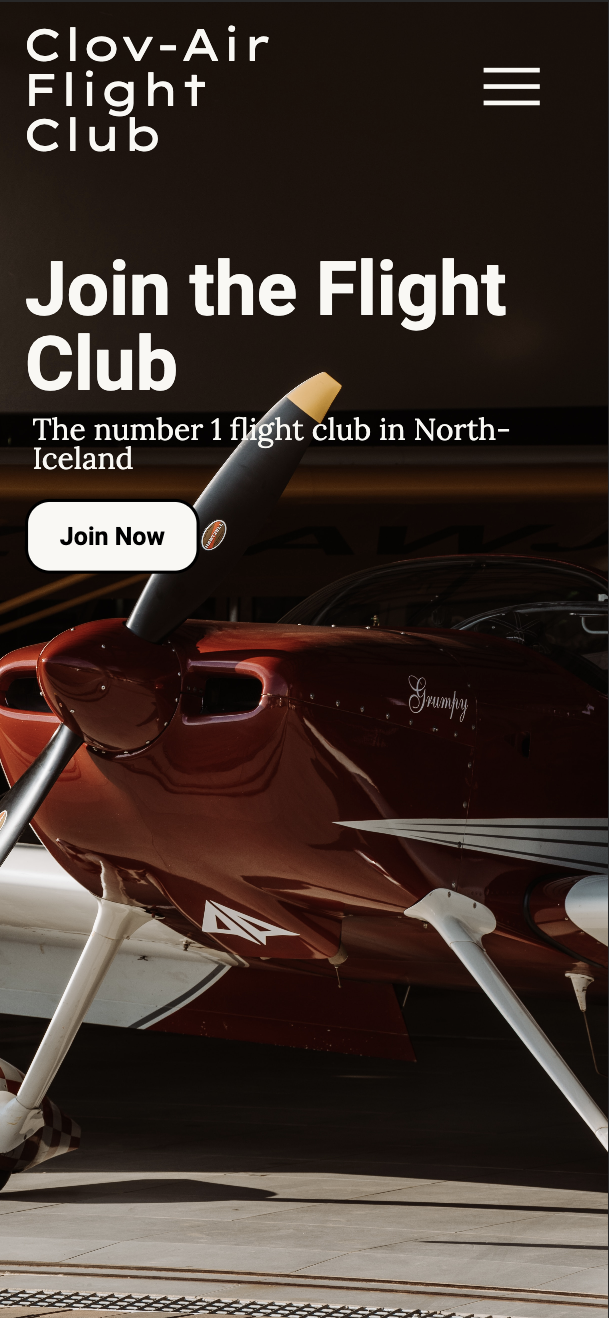 Clov-Air
Flight
Club
Join the Flight
Club
The number 1 flight club in North-
Iceland
Join Now
Grumpy